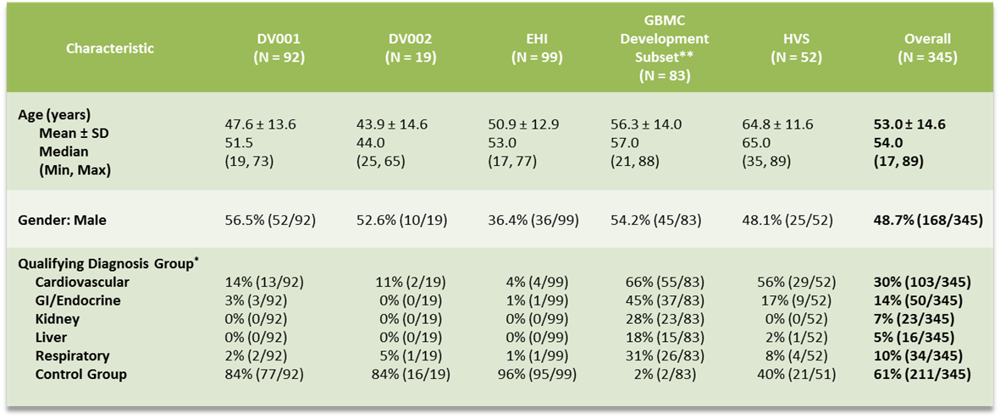 Characteristic DV001 (N = 92) DV002 (N = 19) EHI (N = 99) GBMC Development Subset** (N = 83) HVS (N = 52) Overall (N = 345)
Age (years)
Mean ± SD 47.6 ± 13.6 43.9 ± 14.6 50.9 ± 12.9 56.3 ± 14.0 64.8 ± 11.6 53.0 ± 14.6
Median 51.5 44.0 53.0 57.0 65.0 54.0
(Min, Max) (19, 73) (25, 65) (17, 77) (21, 88) (35, 89) (17, 89)
Gender: Male 56.5% (52/92) 52.6% (10/19) 36.4% (36/99) 54.2% (45/83) 48.1% (25/52) 48.7% (168/345)
Qualifying Diagnosis Group*
Cardiovascular 14% (13/92) 11% (2/19) 4% (4/99) 66% (55/83) 56% (29/52) 30% (103/345)
GI/Endocrine 3% (3/92) 0% (0/19) 1% (1/99) 45% (37/83) 17% (9/52) 14% (50/345)
Kidney 0% (0/92) 0% (0/19) 0% (0/99) 28% (23/83) 0% (0/52) 7% (23/345)
Liver 0% (0/92) 0% (0/19) 0% (0/99) 18% (15/83) 2% (1/52) 5% (16/345)
Respiratory 2% (2/92) 5% (1/19) 1% (1/99) 31% (26/83) 8% (4/52) 10% (34/345)
Control Group 84% (77/92) 84% (16/19) 96% (95/99) 2% (2/83) 40% (21/51) 61% (211/345)